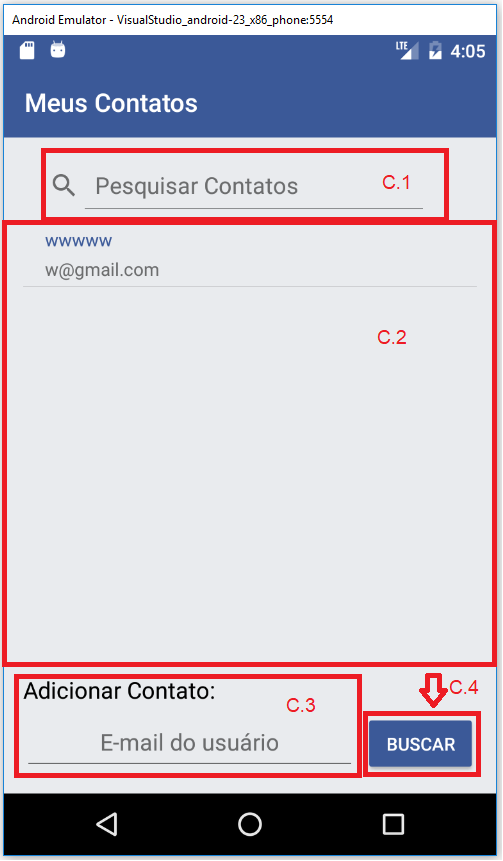 Android Emulator - VisualStudio_android-23_x86_phone:5554
LTE 4:05
Meus Contatos
Pesquisar Contatos C.1
wwwww
w@gmail.com
C.2
Adicionar Contato:
C.3
C.4
E-mail do usuário
BUSCAR